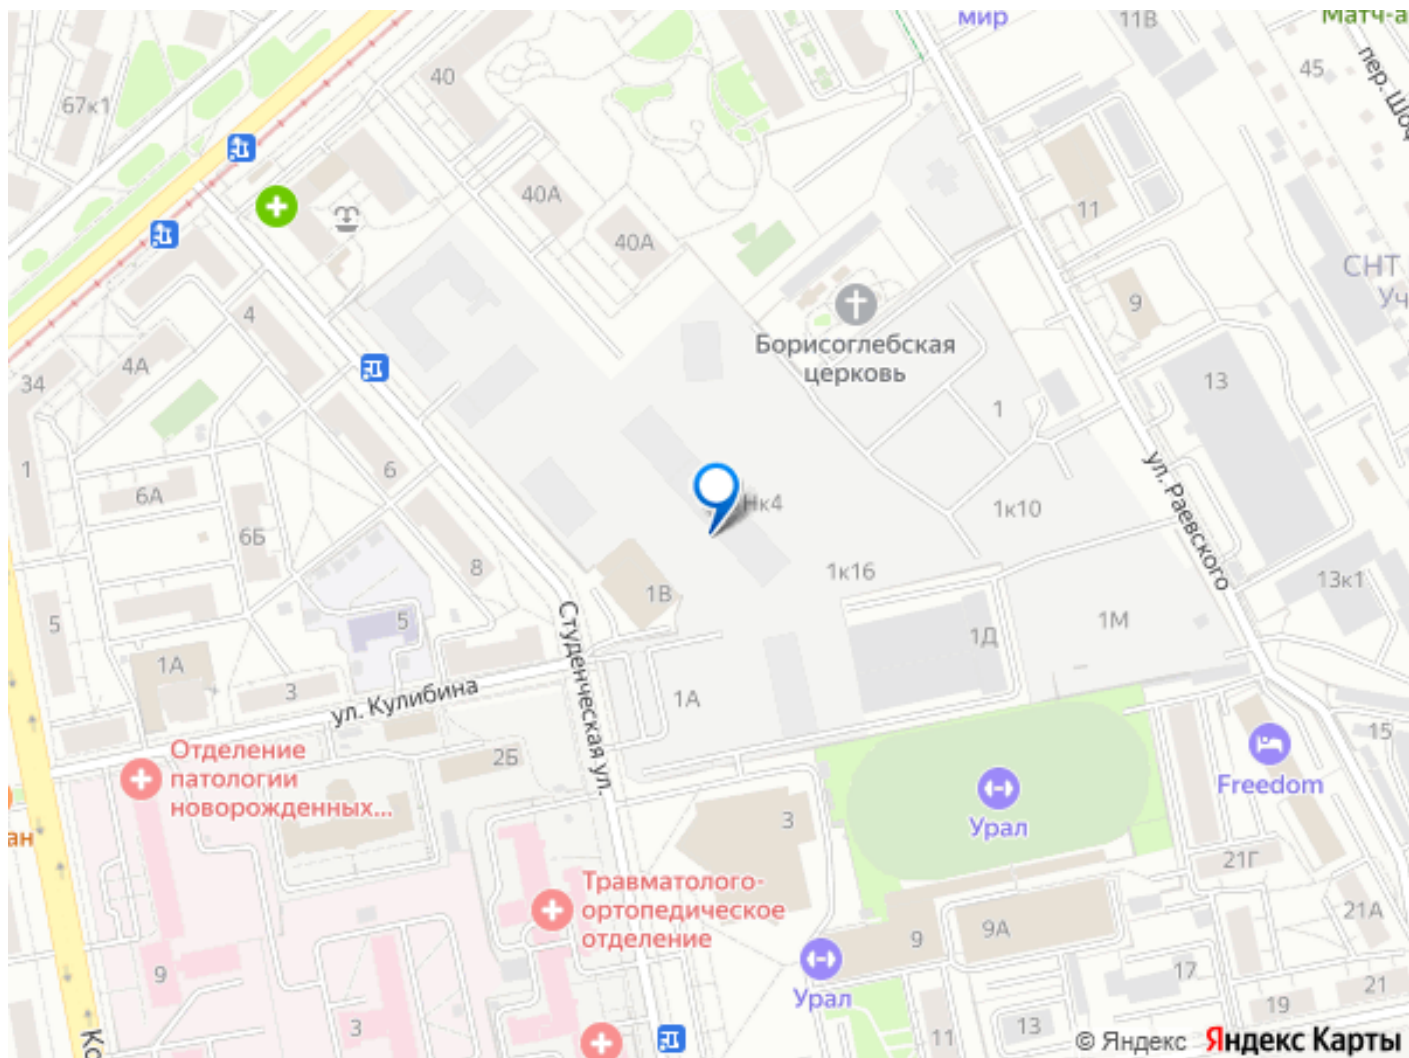 мир
11В
Матч-а
пер. Шоф
45
67к1
40
40А
40А
11
СНТ
Уч
9
4
4А
34
Борисоглебская
церковь
13
1
1
6
6А
6Б
Нк4
1к10
ул. Раевского
1к16
13к1
8
1В
5
5
1Д
1М
Студенческая ул.
1А
3
ул. Кулибина
1А
15
Отделение
патологии
новорожденных...
2Б
Freedom
ан
3
Урал
21Г
Травматолого-
ортопедическое
отделение
21А
9
9А
9
17
21
Урал
19
3
11
13
Ко
© Яндекс Яндекс Карты